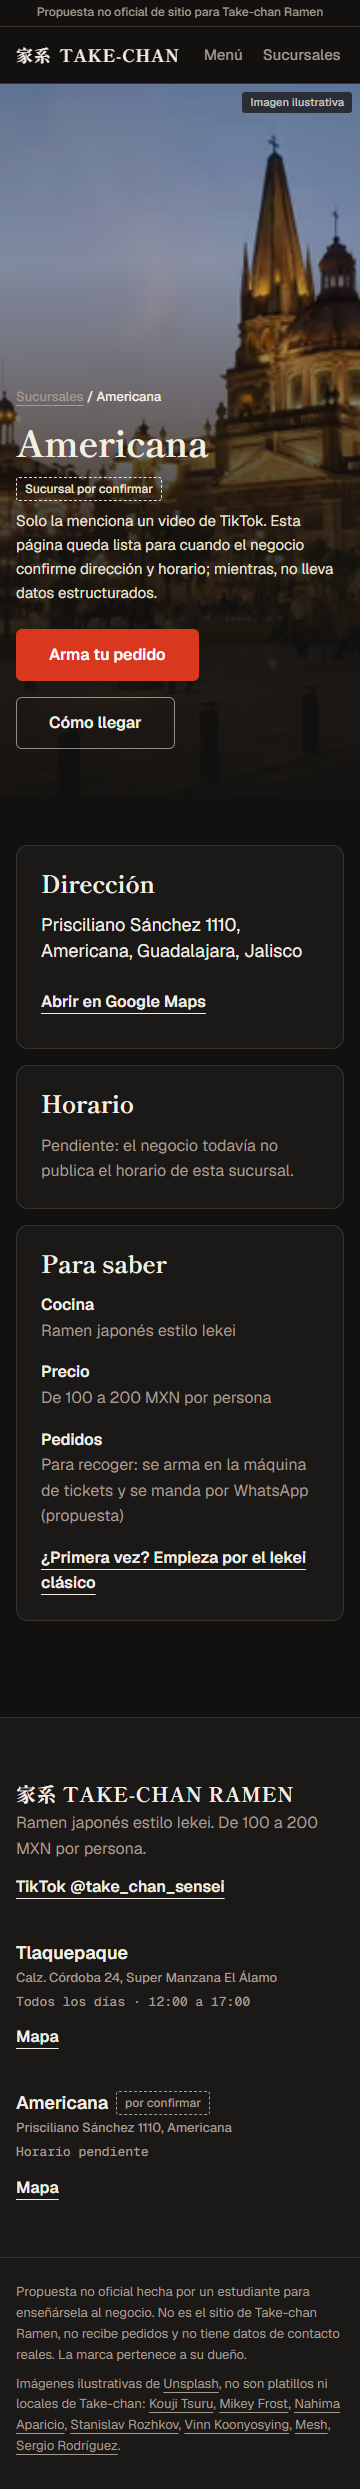 Propuesta no oficial de sitio para Take-chan Ramen
家系 TAKE-CHAN Menú Sucursales
Imagen ilustrativa
Sucursales / Americana
Americana
Sucursal por confirmar
Solo la menciona un video de TikTok. Esta
página queda lista para cuando el negocio
confirme dirección y horario; mientras, no lleva
datos estructurados.
Arma tu pedido
Cómo llegar
Dirección
Prisciliano Sánchez 1110,
Americana, Guadalajara, Jalisco
Abrir en Google Maps
Horario
Pendiente: el negocio todavía no
publica el horario de esta sucursal.
Para saber
Cocina
Ramen japonés estilo Iekei
Precio
De 100 a 200 MXN por persona
Pedidos
Para recoger: se arma en la máquina
de tickets y se manda por WhatsApp
(propuesta)
¿Primera vez? Empieza por el Iekei
clásico
家系 TAKE-CHAN RAMEN
Ramen japonés estilo Iekei. De 100 a 200
MXN por persona.
TikTok @take_chan_sensei
Tlaquepaque
Calz. Córdoba 24, Super Manzana El Álamo
Todos los días · 12:00 a 17:00
Mapa
Americana por confirmar
Prisciliano Sánchez 1110, Americana
Horario pendiente
Mapa
Propuesta no oficial hecha por un estudiante para
enseñársela al negocio. No es el sitio de Take-chan
Ramen, no recibe pedidos y no tiene datos de contacto
reales. La marca pertenece a su dueño.
Imágenes ilustrativas de Unsplash, no son platillos ni
locales de Take-chan: Kouji Tsuru, Mikey Frost, Nahima
Aparicio, Stanislav Rozhkov, Vinn Koonyosying, Mesh,
Sergio Rodríguez.